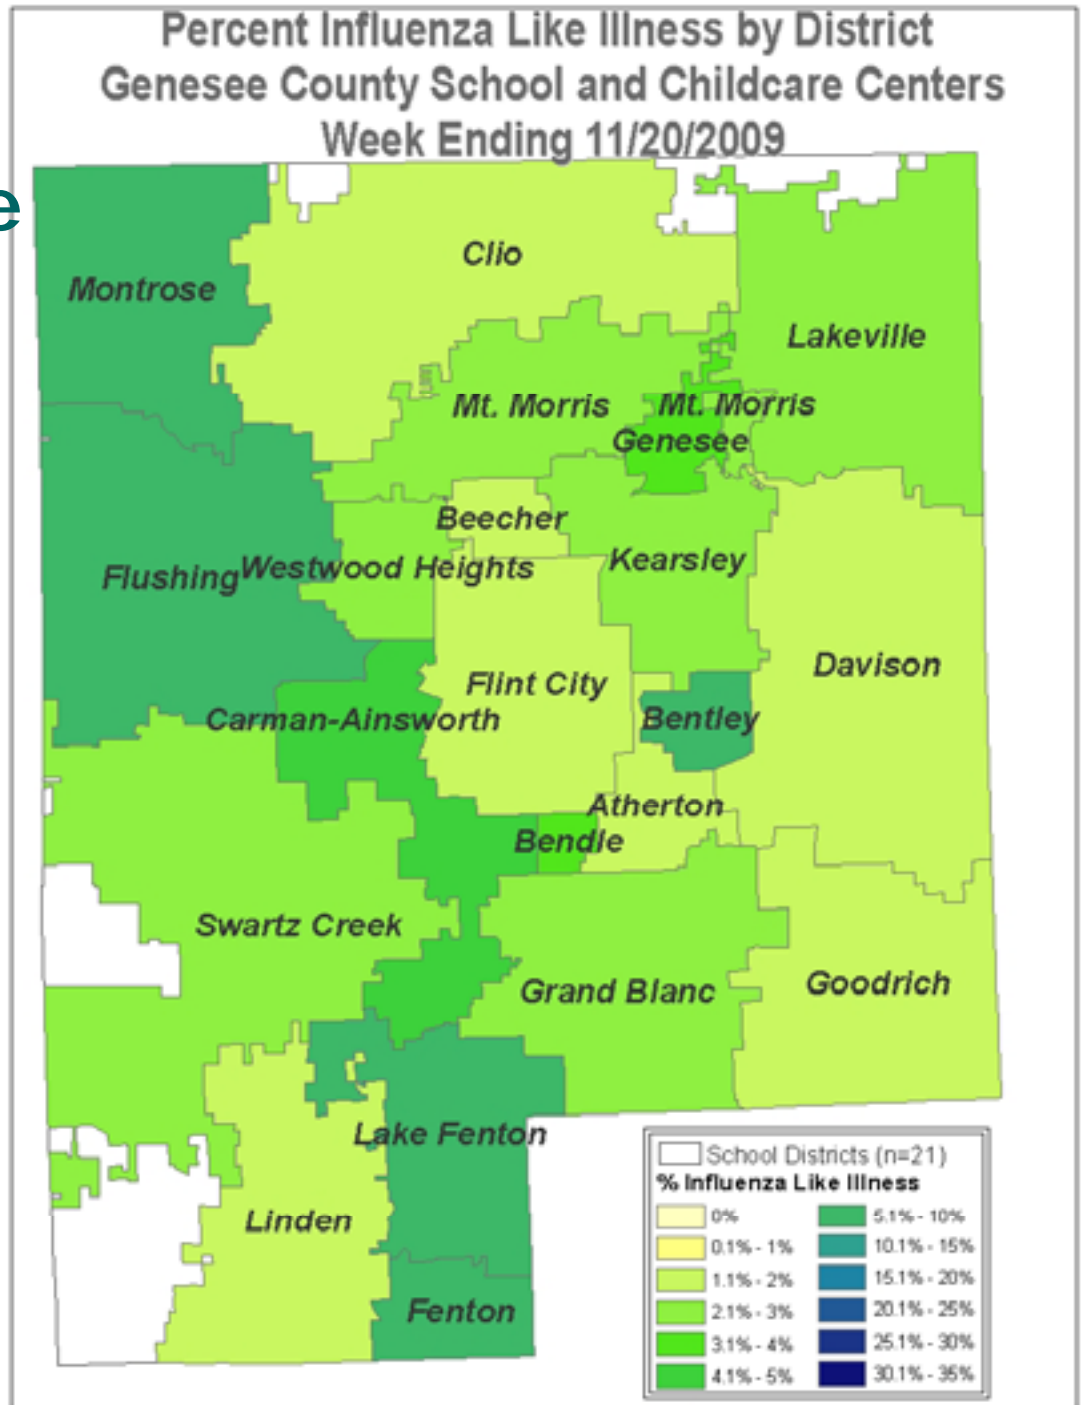 Percent Influenza Like Illness by District
Genesee County School and Childcare Centers
Week Ending 11/20/2009
e
Clio
Montrose
Lakeville
Mt. Morris
Mt. Morris
Genesee
Beecher
Kearsley
Westwood Heights
Flushing
Davison
Flint City
Carman-Ainsworth
Bentley
Atherton
Bendle
Swartz Creek
Grand Blanc
Goodrich
Lake Fenton
Linden
Fenton
School Districts (n=21)
% Influenza Like Illness
0%
0.1% - 1%
1.1% - 2%
2.1% - 3%
3.1% - 4%
4.1% - 5%
5.1% - 10%
10.1% - 15%
15.1% - 20%
20.1% - 25%
25.1% - 30%
30.1% - 35%